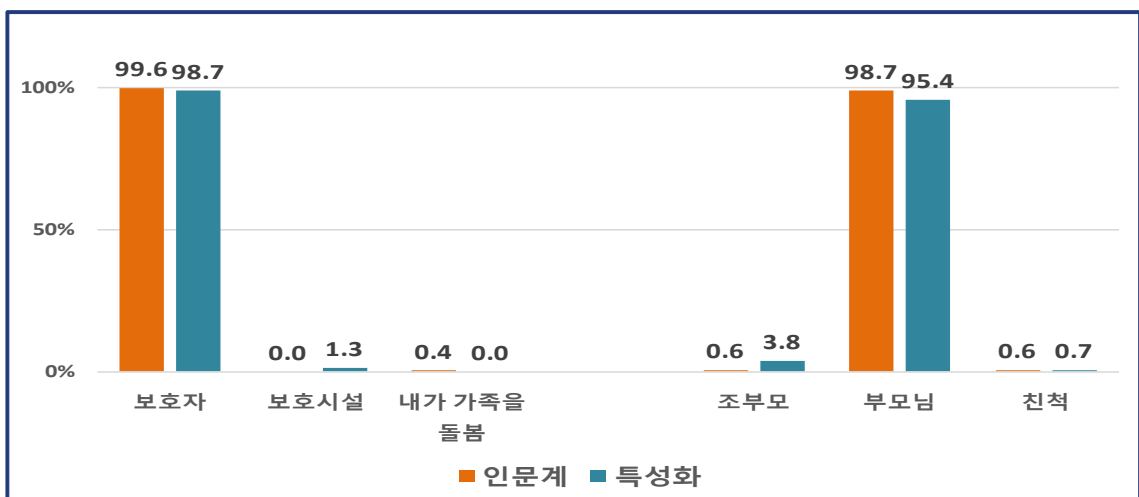 99.6 98.7 98.7 95.4
100%
50%
0.0 1.3 0.4 0.0 0.6 3.8 0.6 0.7
0%
보호자 보호시설 내가 가족을 조부모 부모님 친척
돌봄
인문계 특성화